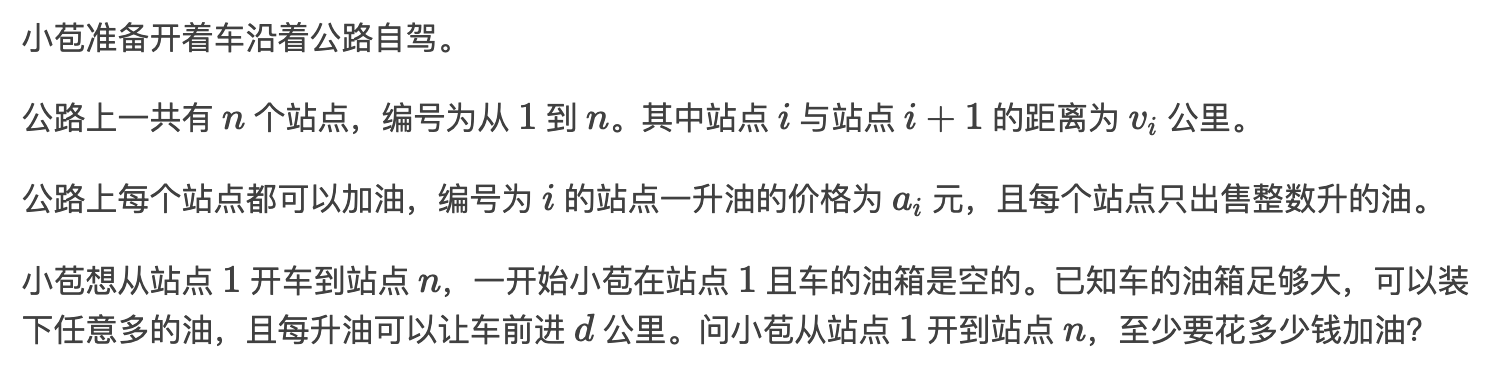 小苞准备开着车沿着公路自驾。
公路上一共有 n 个站点，编号为从 1 到 n。其中站点 i 与站点 i + 1 的距离为 v_i 公里。
公路上每个站点都可以加油，编号为 i 的站点一升油的价格为 a_i 元，且每个站点只出售整数升的油。
小苞想从站点 1 开车到站点 n，一开始小苞在站点 1 且车的油箱是空的。已知车的油箱足够大，可以装
下任意多的油，且每升油可以让车前进 d 公里。问小苞从站点 1 开到站点 n，至少要花多少钱加油？